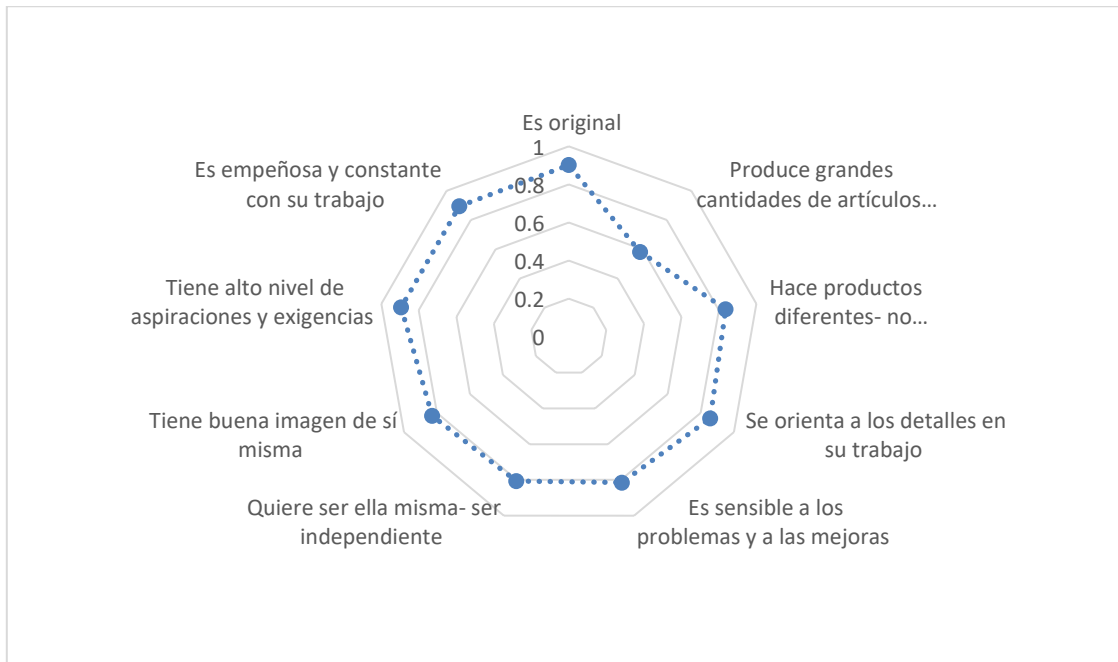 Es original
1
0.8
0.6
0.4
0.2
0
Produce grandes
cantidades de artículos...
Hace productos
diferentes- no...
Se orienta a los detalles en
su trabajo
Es sensible a los
problemas y a las mejoras
Quiere ser ella misma- ser
independiente
Tiene buena imagen de sí
misma
Tiene alto nivel de
aspiraciones y exigencias
Es empeñosa y constante
con su trabajo